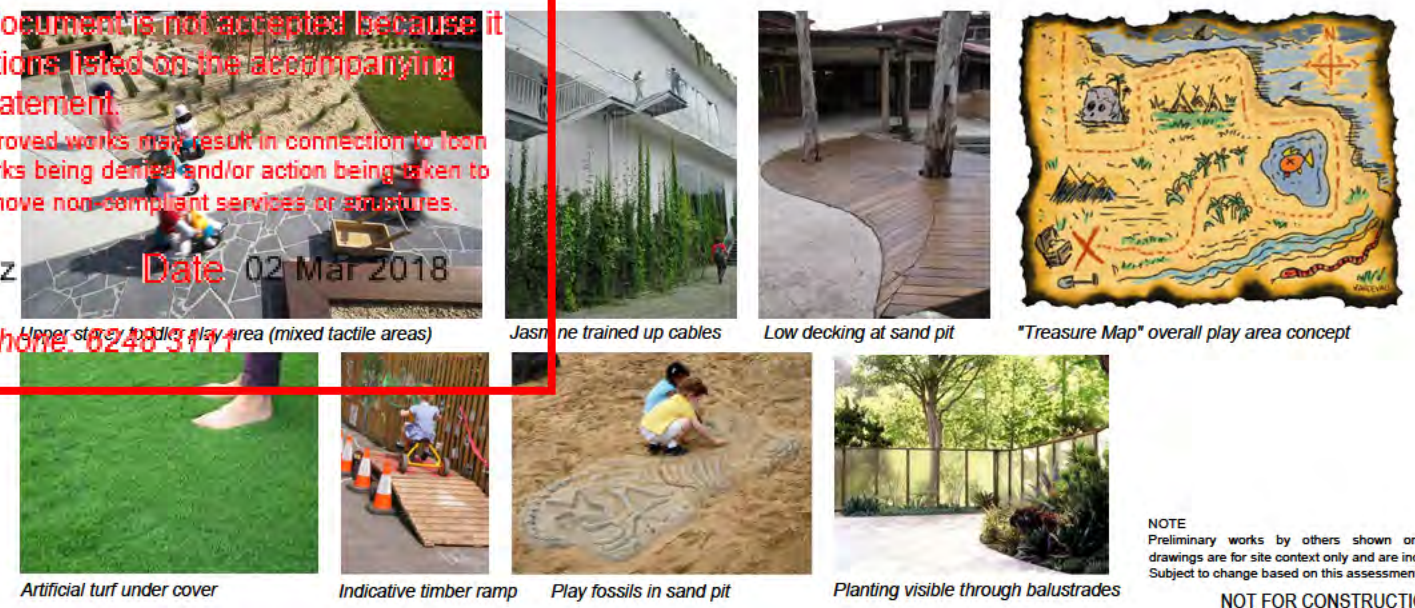 ocument is not accepted because it
tions listed on the accompanying
atement.
roved works may result in connection to Icon
rks being denied and/or action being taken to
move non-compliant services or structures.
z Date 02 Mar 2018
hone: 6248 3111
Upper storey toddler play area (mixed tactile areas)
Jasmine trained up cables
Low decking at sand pit
"Treasure Map" overall play area concept
N
Artificial turf under cover
Indicative timber ramp
Play fossils in sand pit
Planting visible through balustrades
NOTE
Preliminary works by others shown or
drawings are for site context only and are in
Subject to change based on this assessmen
NOT FOR CONSTRUCTIO